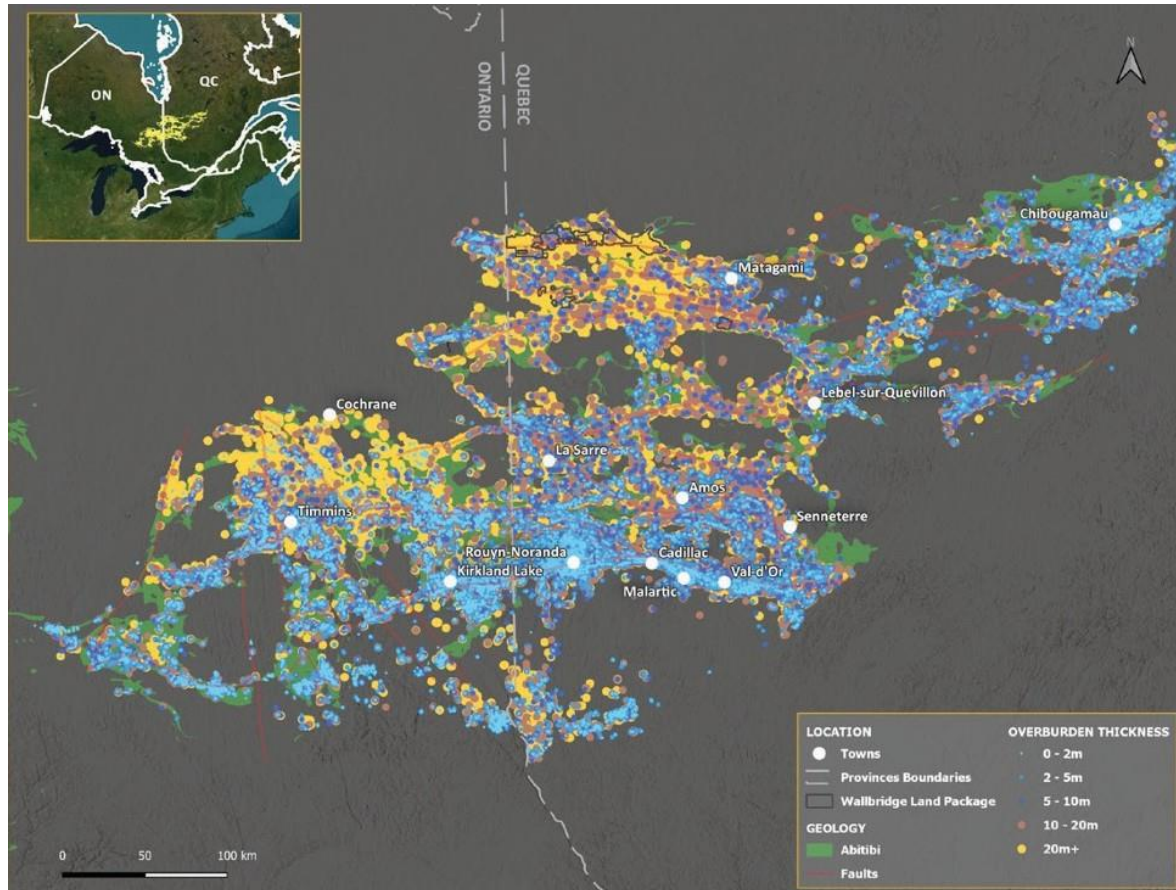 ON
QC
ONTARIO
QUEBEC
N
Chibougamau
Matagami
Lebel-sur-Quevillon
Cochrane
La Sarre
Amos
Timmins
Senneterre
Rouyn-Noranda
Cadillac
Kirkland Lake
Malartic
Val-d'Or
LOCATION
Towns
Provinces Boundaries
Wallbridge Land Package
GEOLOGY
Abitibi
Faults
OVERBURDEN THICKNESS
0 - 2m
2 - 5m
5 - 10m
10 - 20m
20m+
0 50 100 km